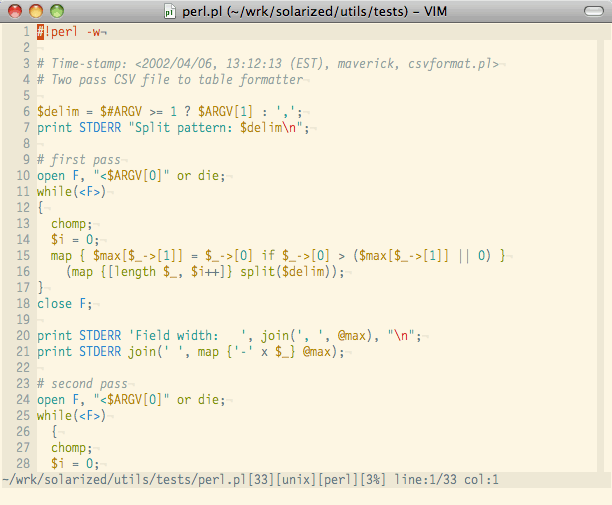 perl.pl (~/wrk/solarized/utils/tests) – VIM
1 #!perl -w¬
2 ¬
3 # Time-stamp: <2002/04/06, 13:12:13 (EST), maverick, csvformat.pl>¬
4 # Two pass CSV file to table formatter¬
5 ¬
6 $delim = $#ARGV >= 1 ? $ARGV[1] : ',';¬
7 print STDERR "Split pattern: $delim\n";¬
8 ¬
9 # first pass¬
10 open F, "<$ARGV[0]" or die;¬
11 while(<F>)¬
12 {¬
13   chomp;¬
14   $i = 0;¬
15   map { $max[$_->[1]] = $_->[0] if $_->[0] > ($max[$_->[1]] || 0) }¬
16     (map {[length $_, $i++]} split($delim));¬
17 }¬
18 close F;¬
19 ¬
20 print STDERR 'Field width:   ', join(', ', @max), "\n";¬
21 print STDERR join(' ', map {'-' x $_} @max);¬
22 ¬
23 # second pass¬
24 open F, "<$ARGV[0]" or die;¬
25 while(<F>)¬
26   {¬
27   chomp;¬
28   $i = 0;¬
~/wrk/solarized/utils/tests/perl.pl[33][unix][perl][3%] line:1/33 col:1